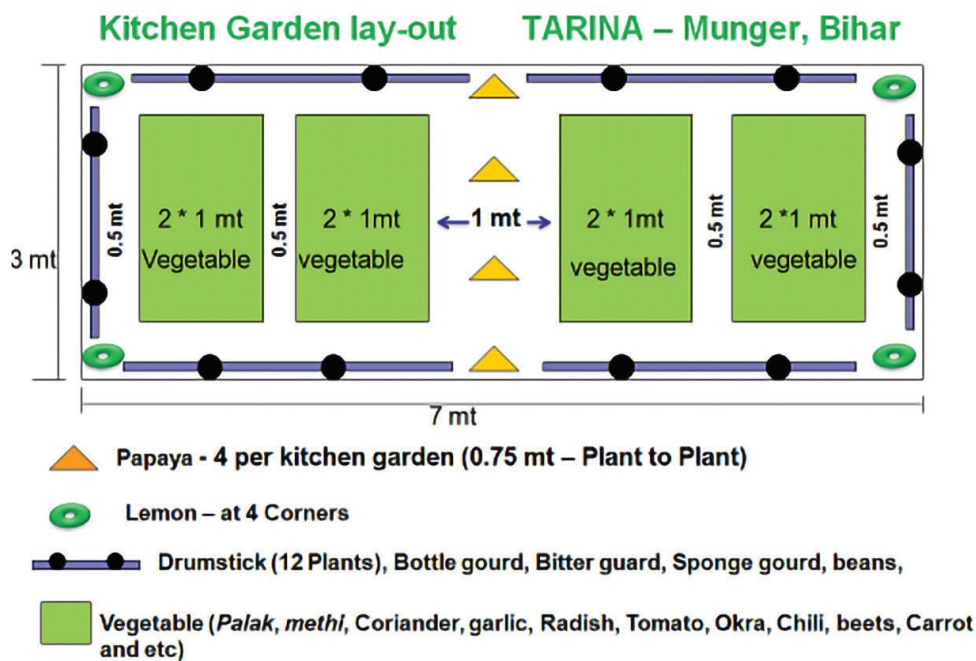 Kitchen Garden lay-out TARINA – Munger, Bihar
0.5 mt
2 * 1 mt
Vegetable
0.5 mt
2 * 1mt
vegetable
1 mt
2 * 1mt
vegetable
0.5 mt
2 *1 mt
vegetable
0.5 mt
3 mt
7 mt
Papaya - 4 per kitchen garden (0.75 mt – Plant to Plant)
Lemon – at 4 Corners
Drumstick (12 Plants), Bottle gourd, Bitter guard, Sponge gourd, beans,
Vegetable (Palak, methi, Coriander, garlic, Radish, Tomato, Okra, Chili, beets, Carrot
and etc)